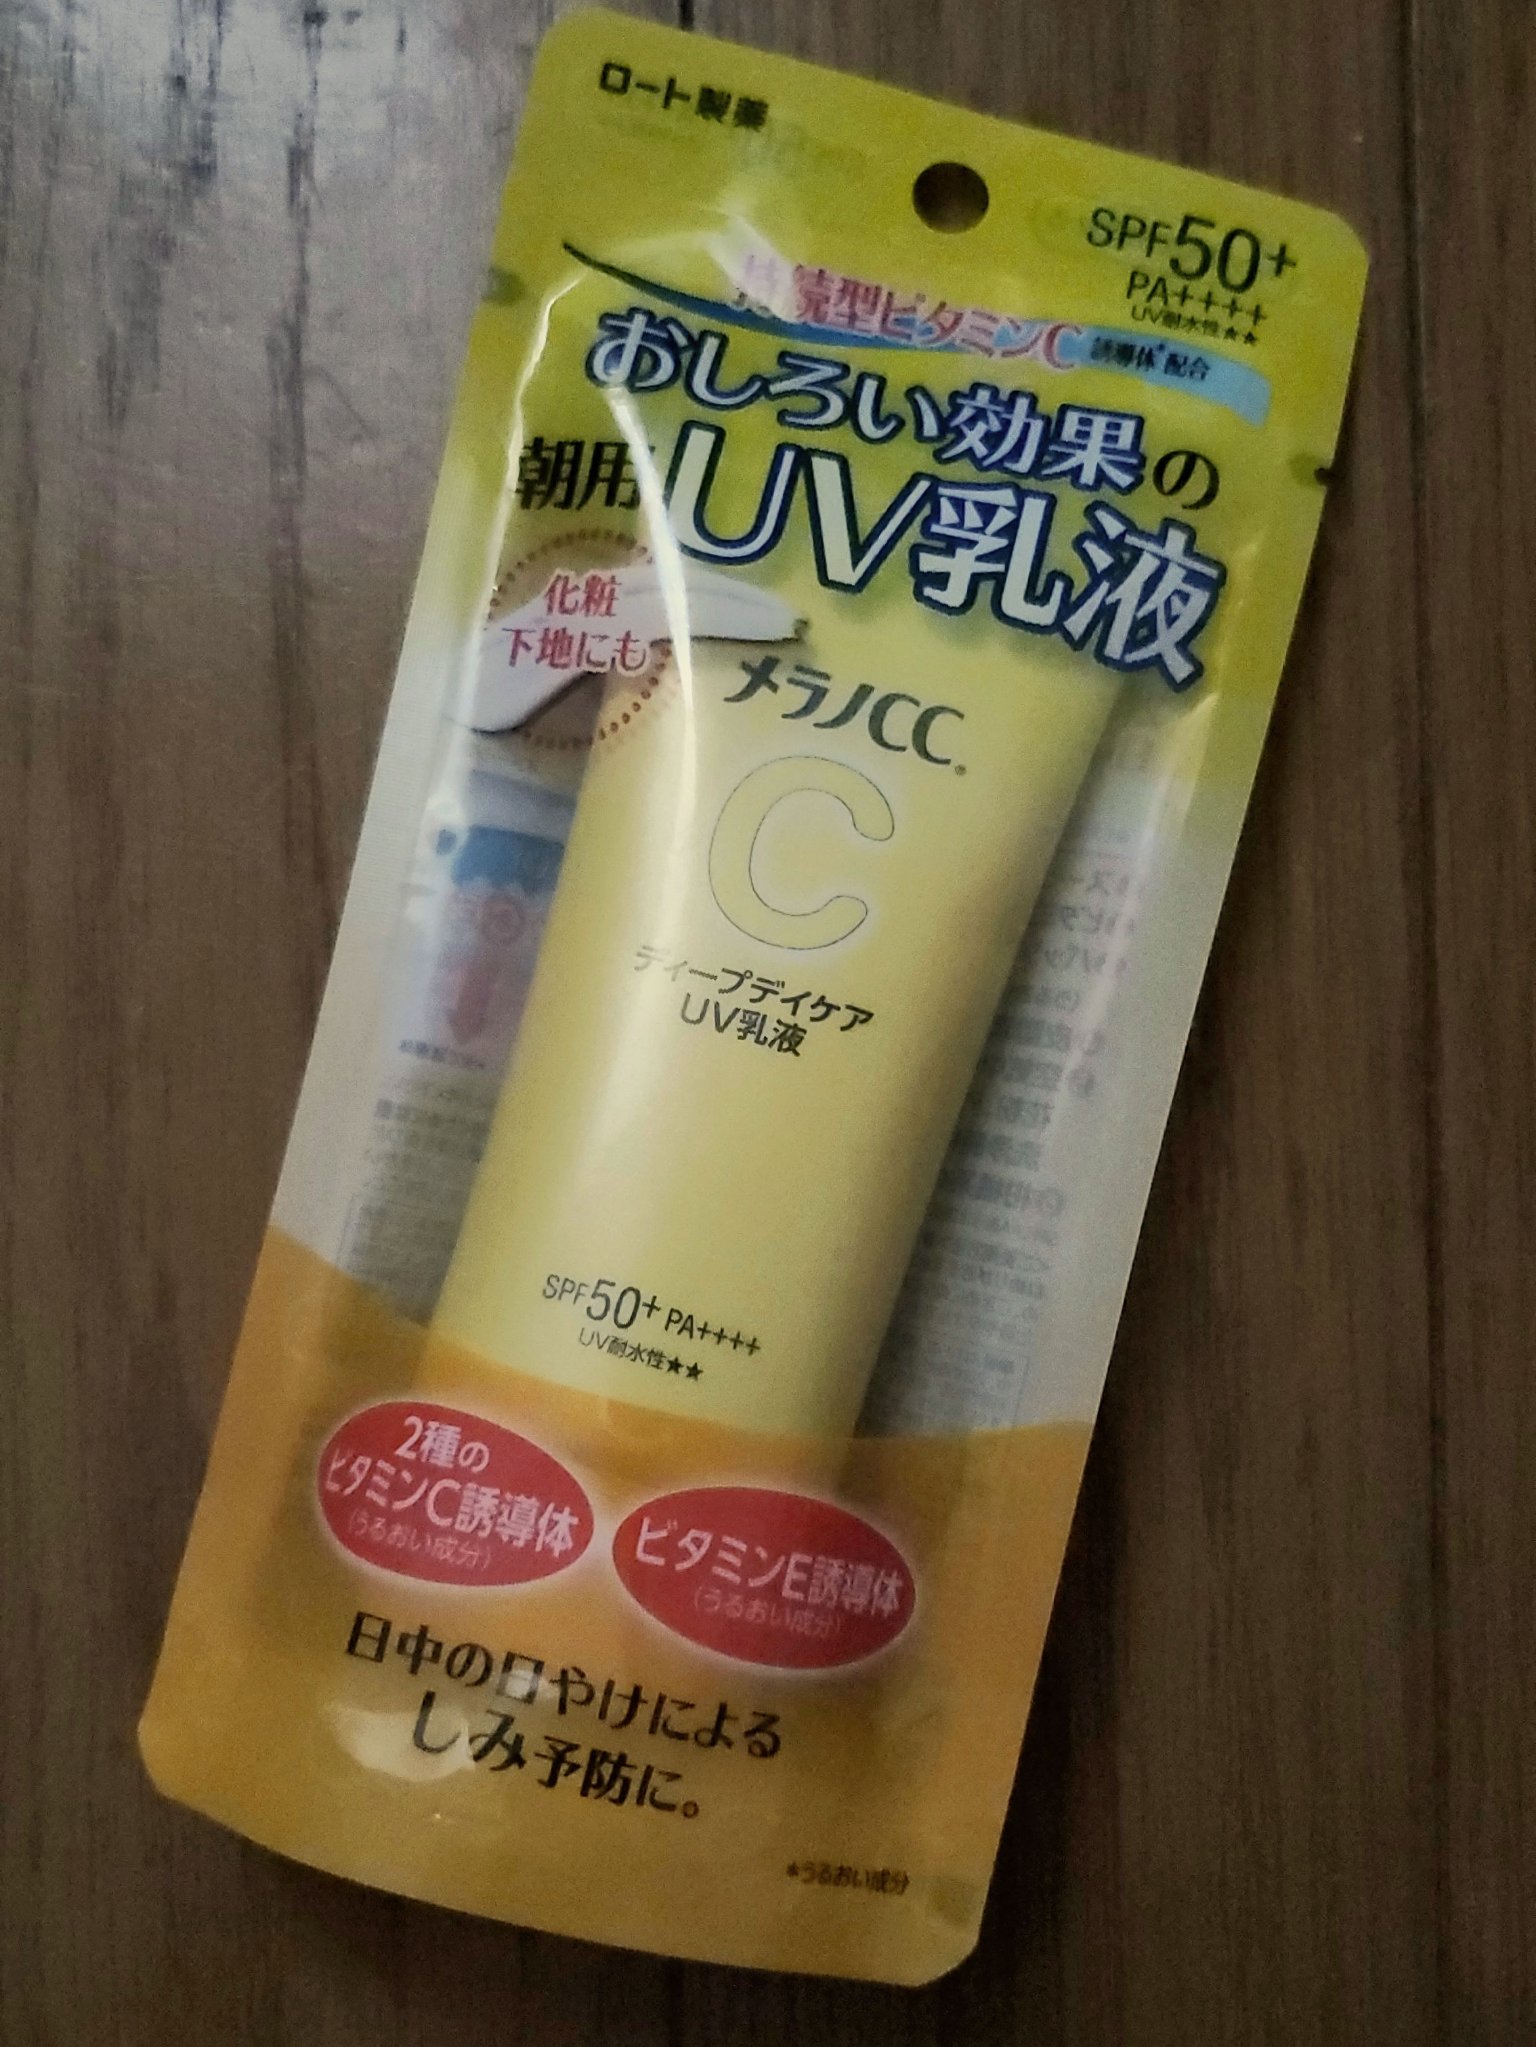 ロート製薬
SPF50+
PA++++
UV耐水性★★
持続型ビタミンC誘導体*配合
おしろい効果の
朝用UV乳液
化粧
下地にも
メラノCC®
C
ディープデイケア
UV乳液
SPF50+ PA++++
UV耐水性★★
2種の
ビタミンC誘導体
(うるおい成分)
ビタミンE誘導体
(うるおい成分)
日中の日やけによる
しみ予防に。
*うるおい成分